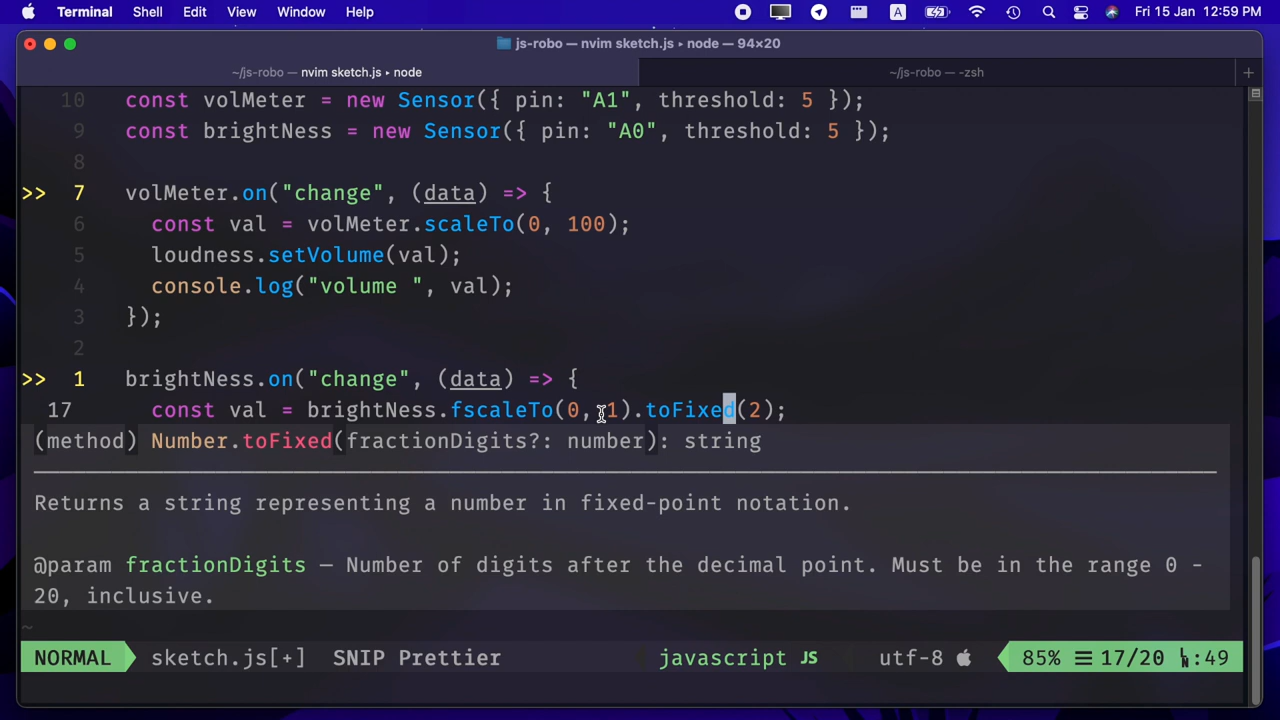 Terminal Shell Edit View Window Help A Fri 15 Jan 12:59 PM
js-robo — nvim sketch.js ▸ node — 94×20
~/js-robo — nvim sketch.js ▸ node ~/js-robo — -zsh +
10 const volMeter = new Sensor({ pin: "A1", threshold: 5 });
9 const brightNess = new Sensor({ pin: "A0", threshold: 5 });
8
>> 7 volMeter.on("change", (data) => {
6 const val = volMeter.scaleTo(0, 100);
5 loudness.setVolume(val);
4 console.log("volume ", val);
3 });
2
>> 1 brightNess.on("change", (data) => {
17 const val = brightNess.fscaleTo(0, 1).toFixed(2);
(method) Number.toFixed(fractionDigits?: number): string
Returns a string representing a number in fixed-point notation.
@param fractionDigits — Number of digits after the decimal point. Must be in the range 0 -
20, inclusive.
~
NORMAL sketch.js[+] SNIP Prettier javascript JS utf-8 85% ☰ 17/20 :49